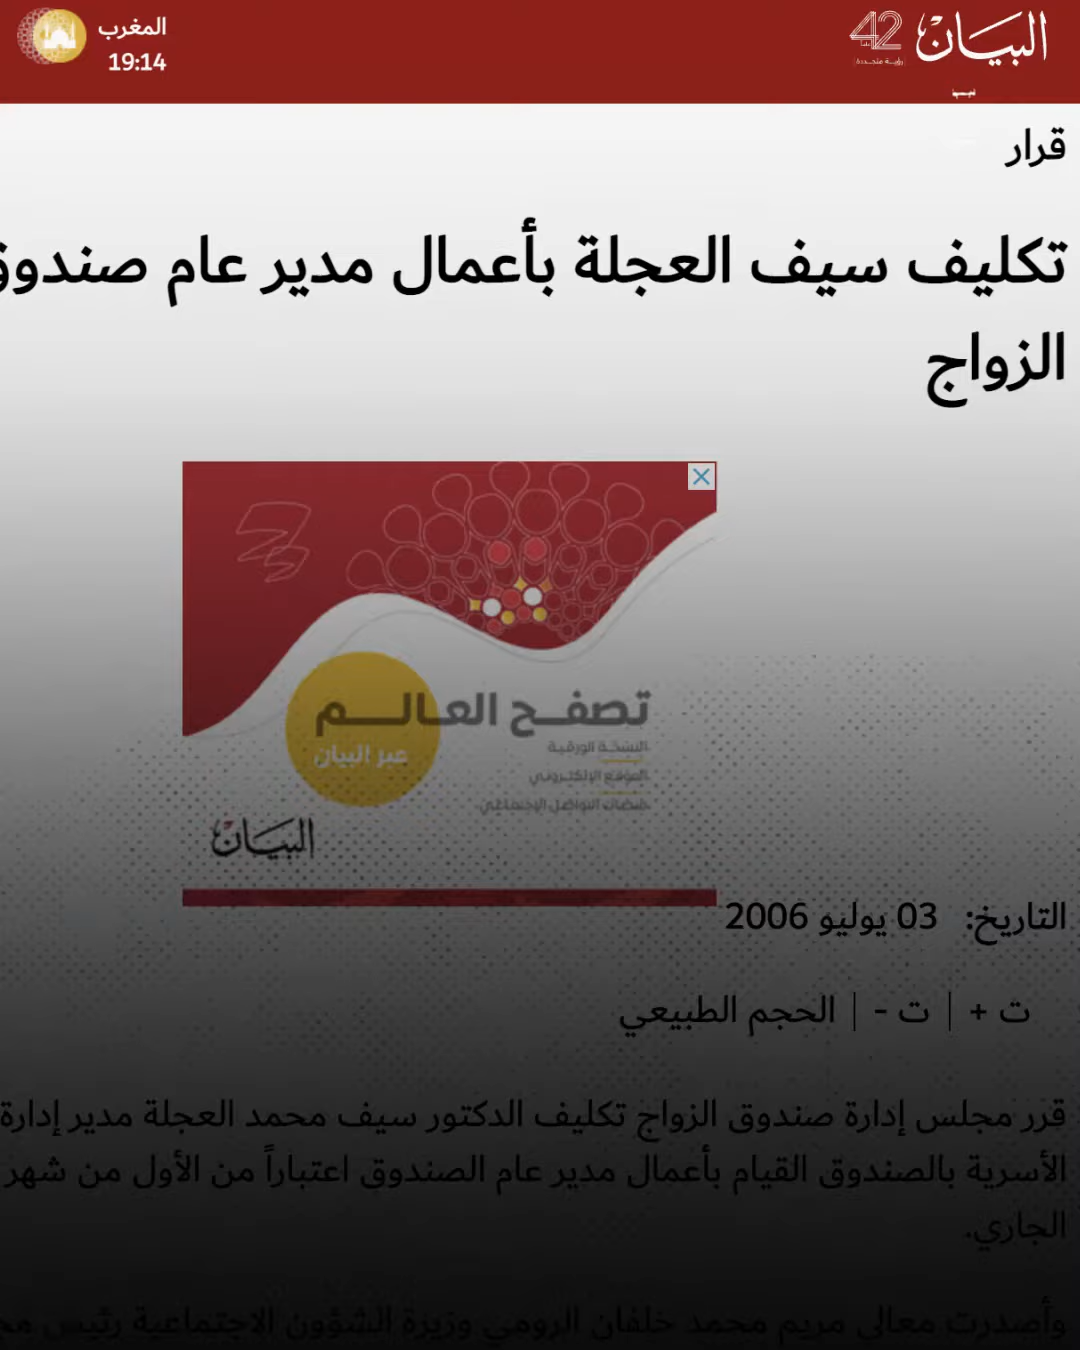 المغرب
19:14
البيان
42
رؤية متجددة
قرار
تكليف سيف العجلة بأعمال مدير عام صندوق
الزواج
تصفح العالم
عبر البيان
النسخة الورقية
الموقع الإلكتروني
منصات التواصل الاجتماعي
البيان
التاريخ: 03 يوليو 2006
ت + | ت - | الحجم الطبيعي
قرر مجلس إدارة صندوق الزواج تكليف الدكتور سيف محمد العجلة مدير إدارة
الأسرية بالصندوق القيام بأعمال مدير عام الصندوق اعتباراً من الأول من شهر
الجاري.
وأصدرت معالي مريم محمد خلفان الرومي وزيرة الشؤون الاجتماعية رئيس